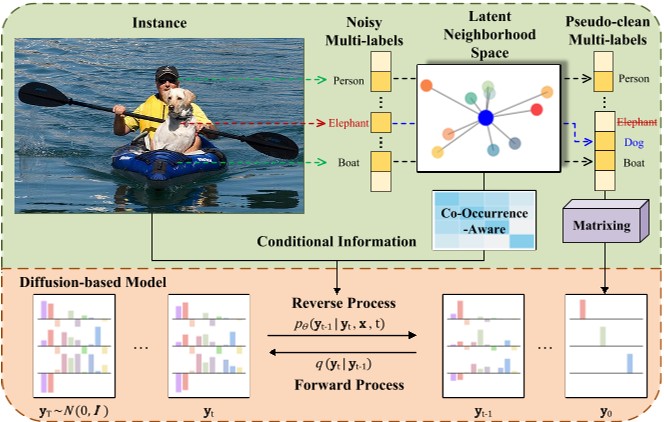 Instance
Noisy
Multi-labels
Latent
Neighborhood
Space
Pseudo-clean
Multi-labels
Person
Elephant
Boat
Person
Elephant
Dog
Boat
Co-Occurrence
-Aware
Matrixing
Conditional Information
Diffusion-based Model
Reverse Process
pθ(yt-1|yt, x, t)
q(yt|yt-1)
Forward Process
...
...
yT~N(0, I)
yt
yt-1
y0